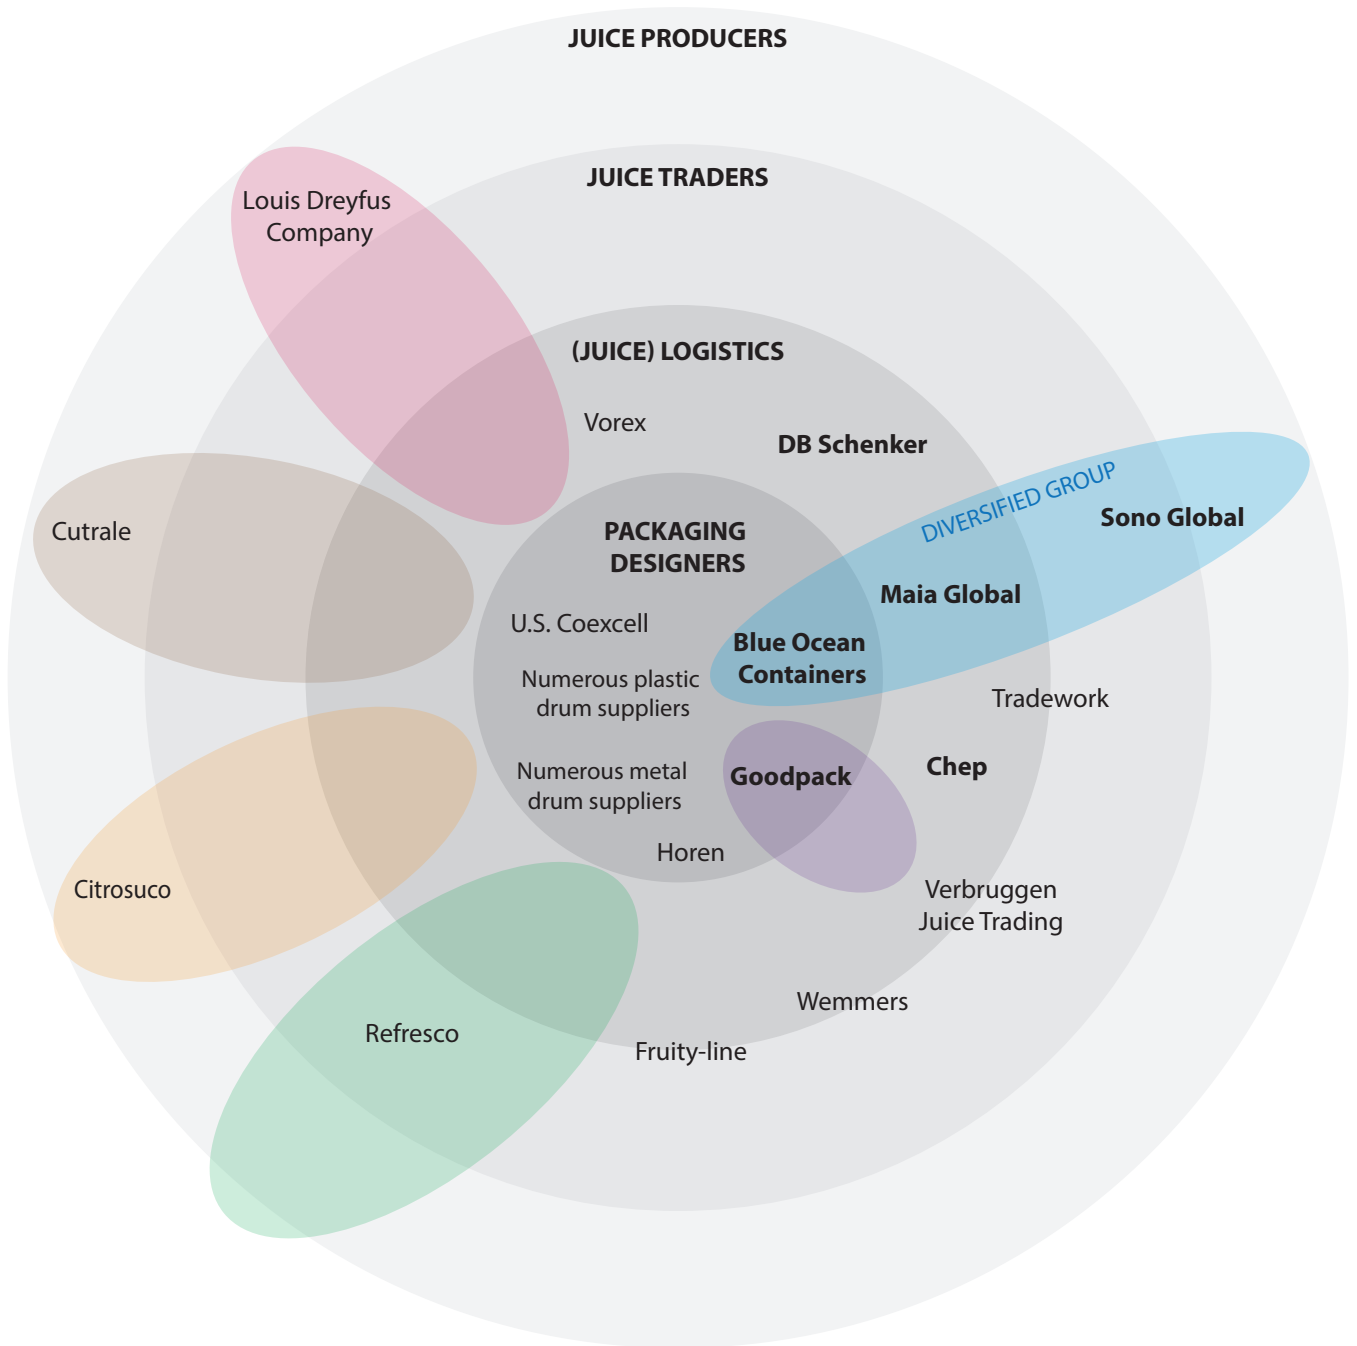 JUICE PRODUCERS
JUICE TRADERS
Louis Dreyfus
Company
(JUICE) LOGISTICS
Vorex
DB Schenker
DIVERSIFIED GROUP
Sono Global
Cutrale
PACKAGING
DESIGNERS
Maia Global
U.S. Coexcell
Blue Ocean
Containers
Numerous plastic
drum suppliers
Tradework
Numerous metal
drum suppliers
Goodpack
Chep
Horen
Citrosuco
Verbruggen
Juice Trading
Wemmers
Refresco
Fruity-line